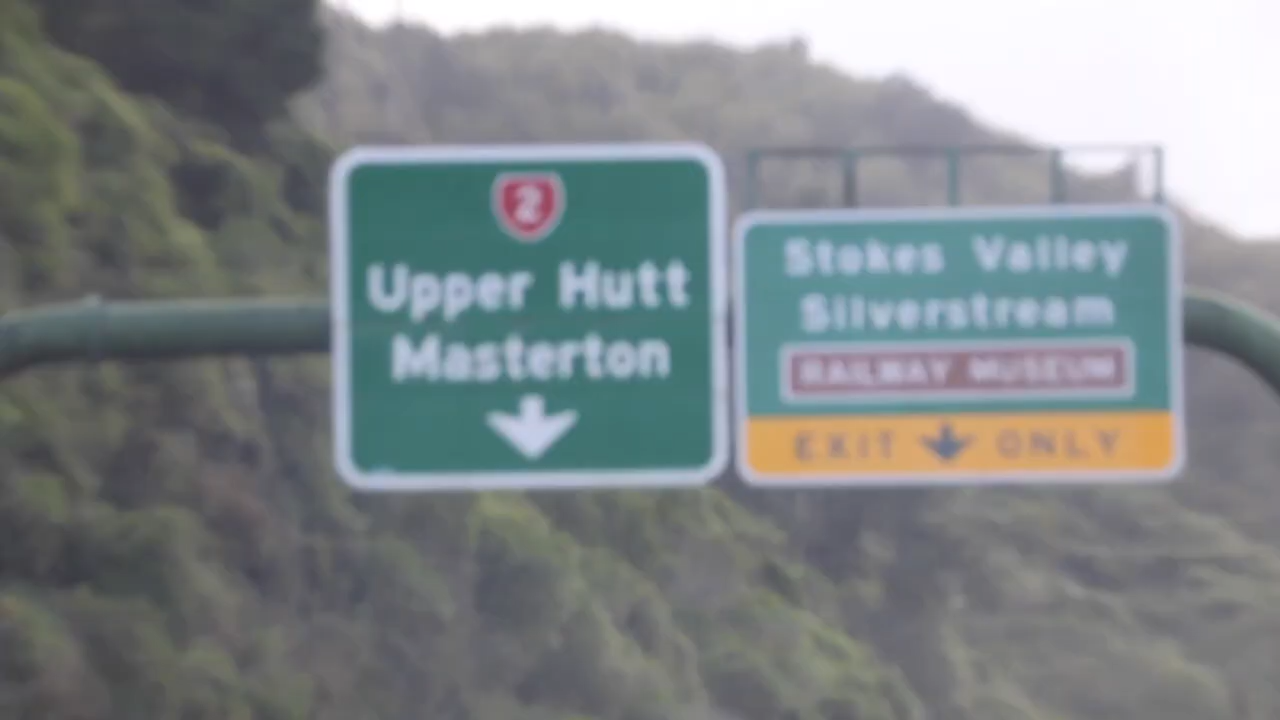 2
Upper Hutt
Masterton
Stokes Valley
Silverstream
RAILWAY MUSEUM
EXIT ONLY